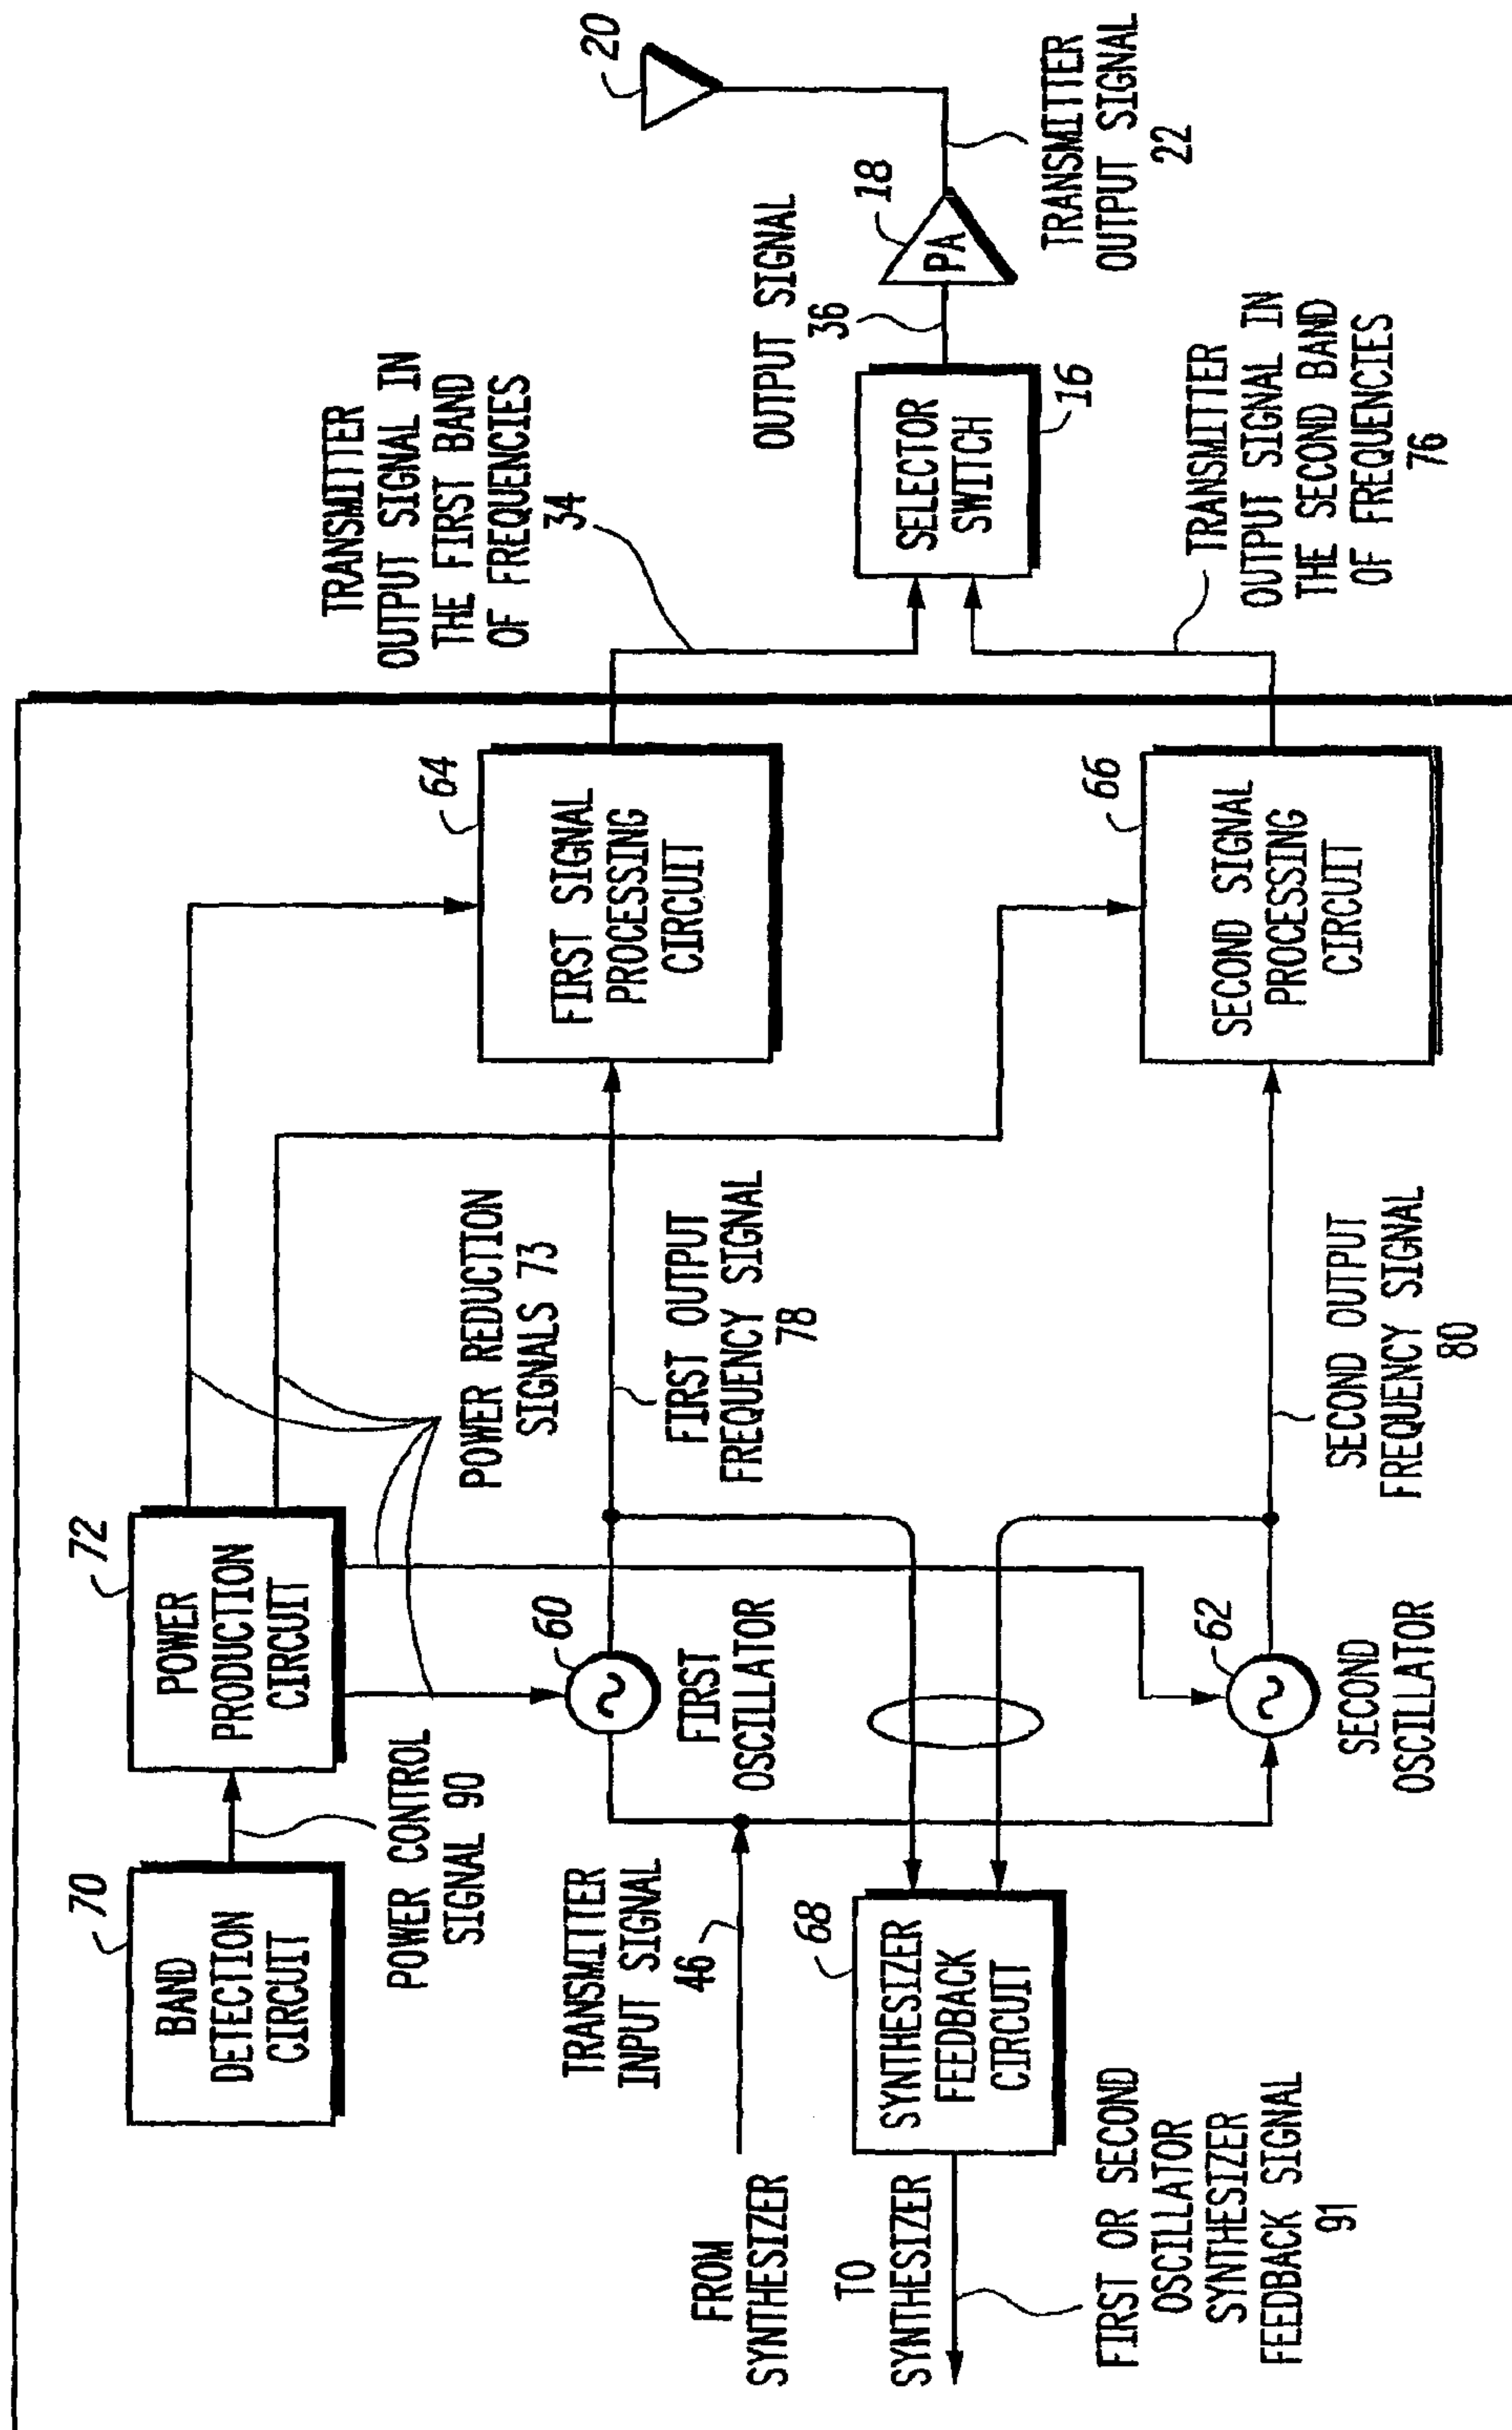 70
BAND
DETECTION
CIRCUIT
POWER CONTROL
SIGNAL 90
72
POWER
PRODUCTION
CIRCUIT
POWER REDUCTION
SIGNALS 73
64
FIRST SIGNAL
PROCESSING
CIRCUIT
TRANSMITTER
OUTPUT SIGNAL IN
THE FIRST BAND
OF FREQUENCIES
34
20
TRANSMITTER
INPUT SIGNAL
46
FROM
SYNTHESIZER
60
FIRST
OSCILLATOR
FIRST OUTPUT
FREQUENCY SIGNAL
78
OUTPUT SIGNAL
36
18
PA
SELECTOR
SWITCH
16
TRANSMITTER
OUTPUT SIGNAL
22
68
SYNTHESIZER
FEEDBACK
CIRCUIT
TO
SYNTHESIZER
FIRST OR SECOND
OSCILLATOR
SYNTHESIZER
FEEDBACK SIGNAL
91
62
SECOND
OSCILLATOR
SECOND OUTPUT
FREQUENCY SIGNAL
80
66
SECOND SIGNAL
PROCESSING
CIRCUIT
TRANSMITTER
OUTPUT SIGNAL IN
THE SECOND BAND
OF FREQUENCIES
76